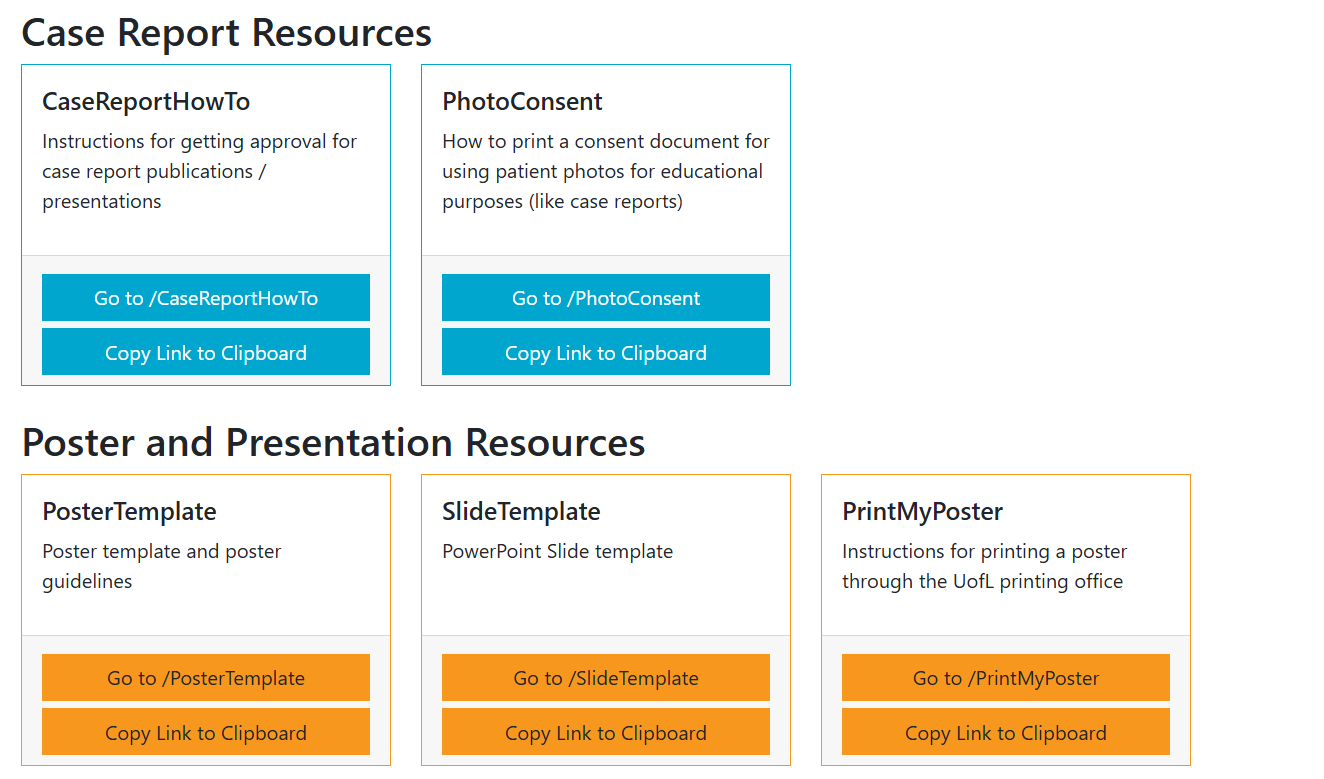 Case Report Resources
CaseReportHowTo
Instructions for getting approval for
case report publications /
presentations
Go to /CaseReportHowTo
Copy Link to Clipboard
PhotoConsent
How to print a consent document for
using patient photos for educational
purposes (like case reports)
Go to /PhotoConsent
Copy Link to Clipboard
Poster and Presentation Resources
PosterTemplate
Poster template and poster
guidelines
Go to /PosterTemplate
Copy Link to Clipboard
SlideTemplate
PowerPoint Slide template
Go to /SlideTemplate
Copy Link to Clipboard
PrintMyPoster
Instructions for printing a poster
through the UofL printing office
Go to /PrintMyPoster
Copy Link to Clipboard